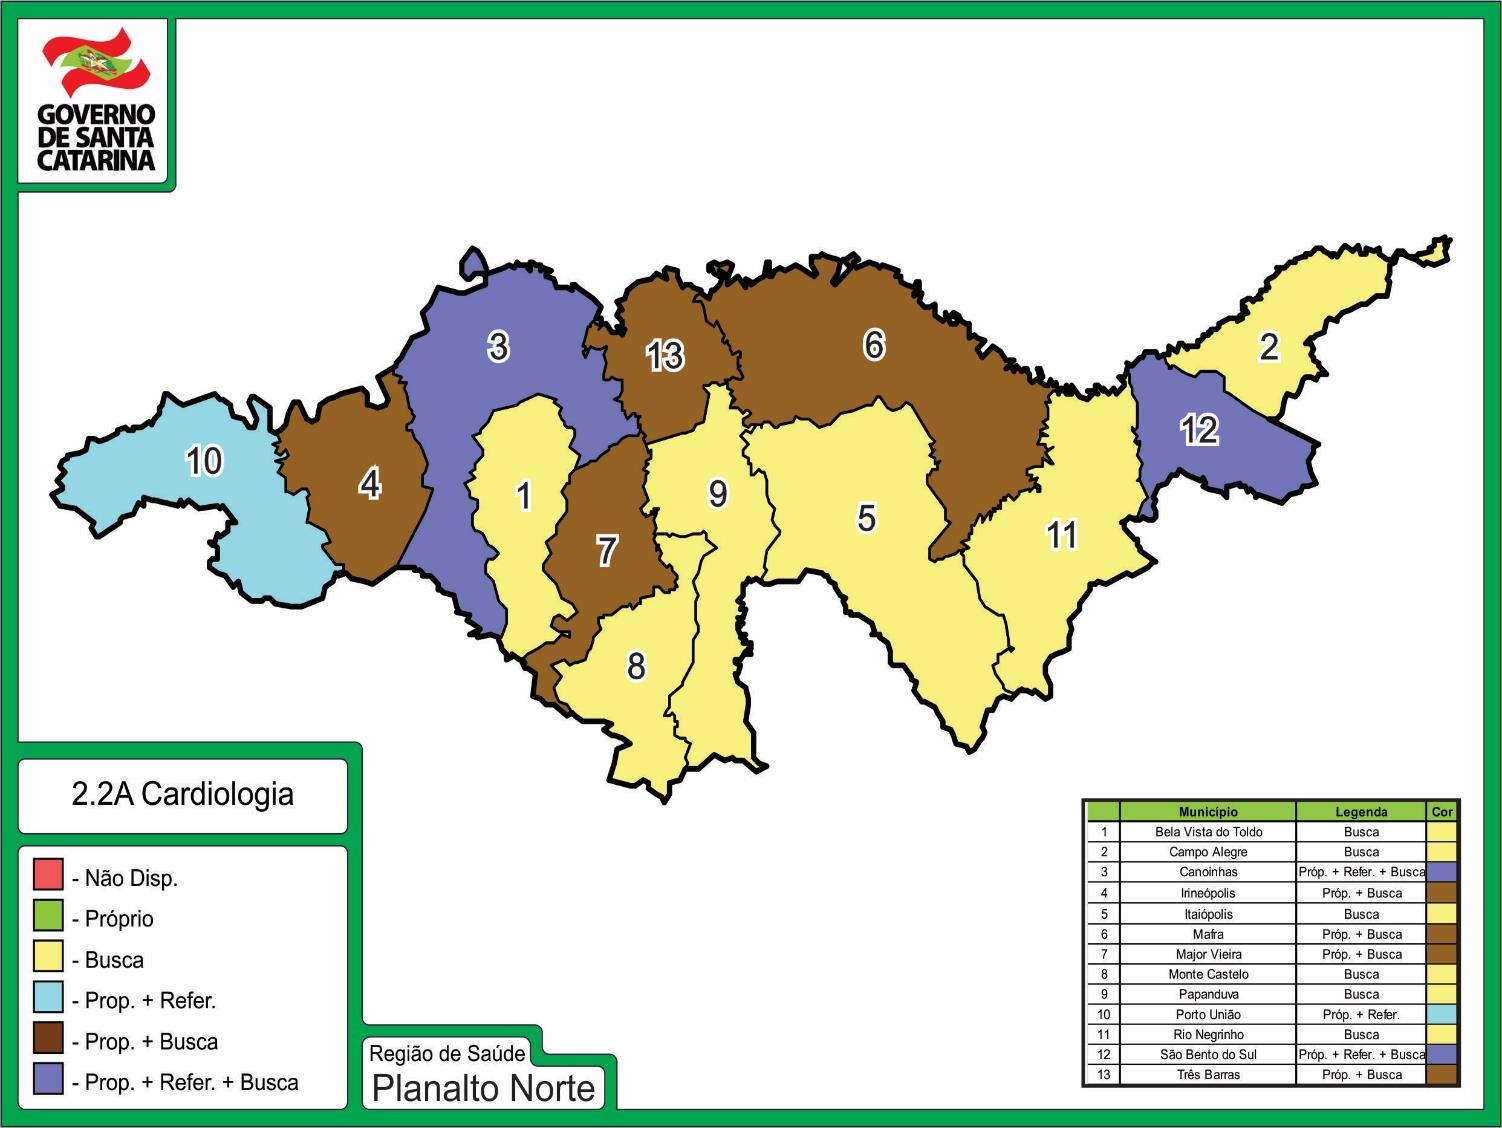 GOVERNO
DE SANTA
CATARINA
2
3
6
13
12
10
4
1
9
5
11
7
8
2.2A Cardiologia
- Não Disp.
- Próprio
- Busca
- Prop. + Refer.
- Prop. + Busca
- Prop. + Refer. + Busca
Região de Saúde
Planalto Norte
Município Legenda Cor
1 Bela Vista do Toldo Busca
2 Campo Alegre Busca
3 Canoinhas Próp. + Refer. + Busca
4 Irineópolis Próp. + Busca
5 Itaiópolis Busca
6 Mafra Próp. + Busca
7 Major Vieira Próp. + Busca
8 Monte Castelo Busca
9 Papanduva Busca
10 Porto União Próp. + Refer.
11 Rio Negrinho Busca
12 São Bento do Sul Próp. + Refer. + Busca
13 Três Barras Próp. + Busca